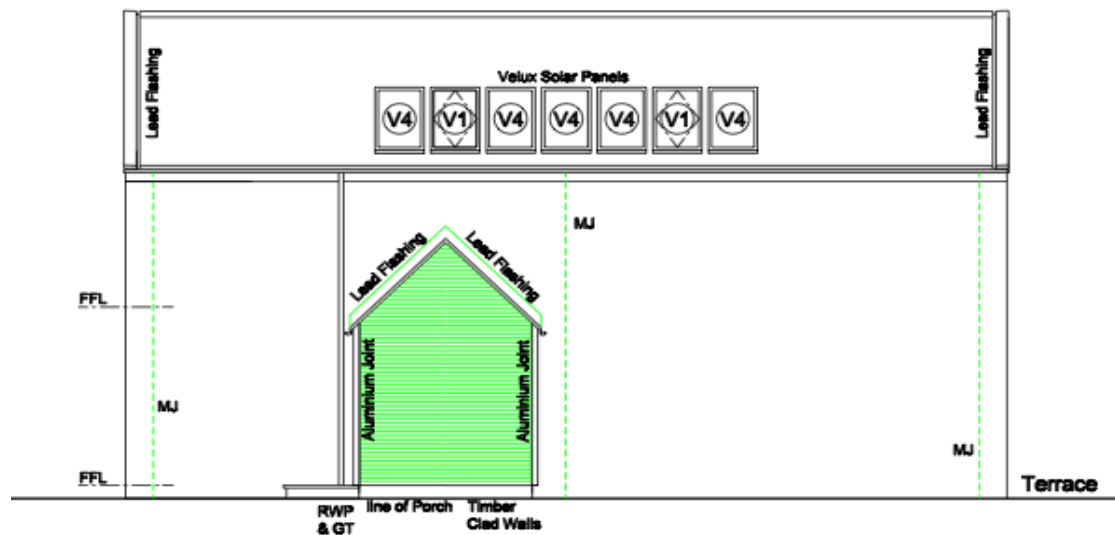 Lead Flashing
Velux Solar Panels
Lead Flashing
V4
V1
V4
V4
V4
V1
V4
MJ
Lead Flashing
Lead Flashing
FFL
Aluminium Joint
Aluminium Joint
MJ
MJ
FFL
Terrace
RWP
& GT
line of Porch
Timber
Clad Walls